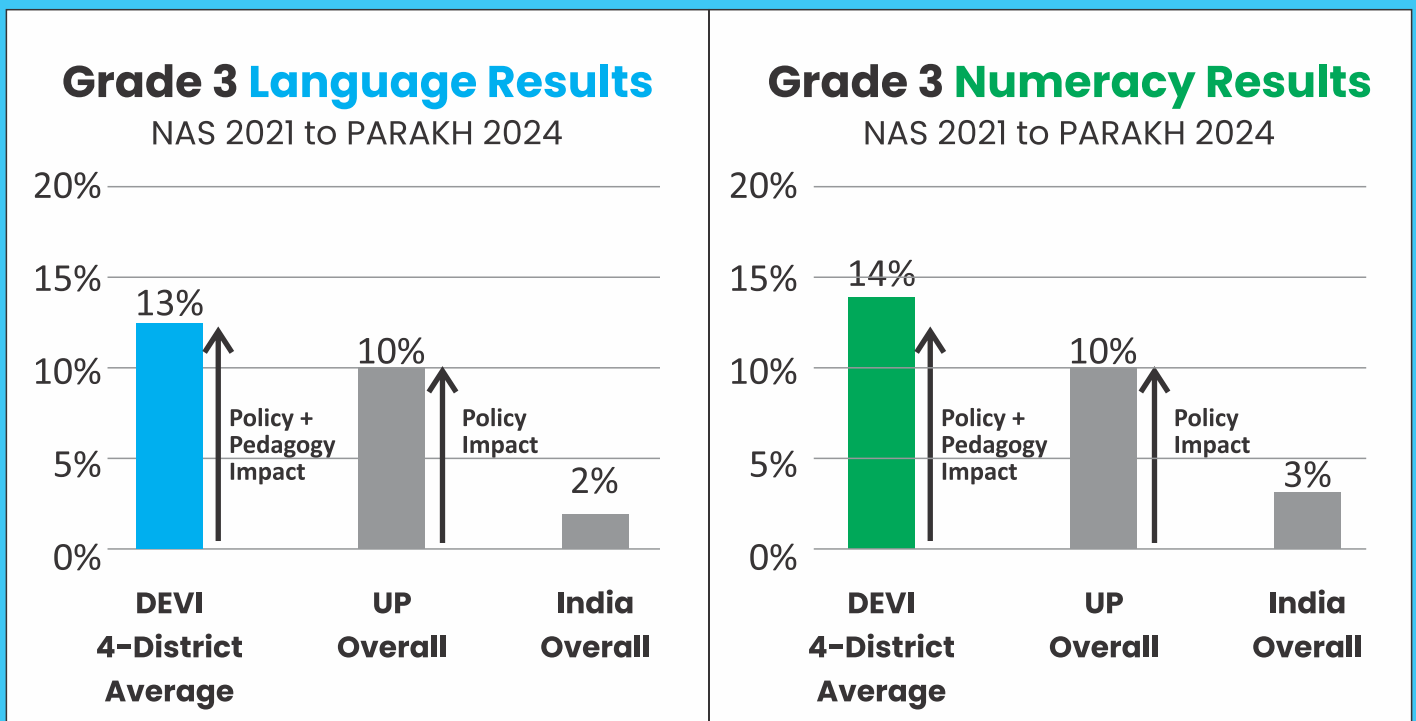 Grade 3 Language Results
NAS 2021 to PARAKH 2024
20%
15%
13%
10%
10%
Policy +
Pedagogy
Impact
Policy
Impact
5%
2%
0%
DEVI
4-District
Average
UP
Overall
India
Overall
Grade 3 Numeracy Results
NAS 2021 to PARAKH 2024
20%
15%
14%
10%
10%
Policy +
Pedagogy
Impact
Policy
Impact
5%
3%
0%
DEVI
4-District
Average
UP
Overall
India
Overall